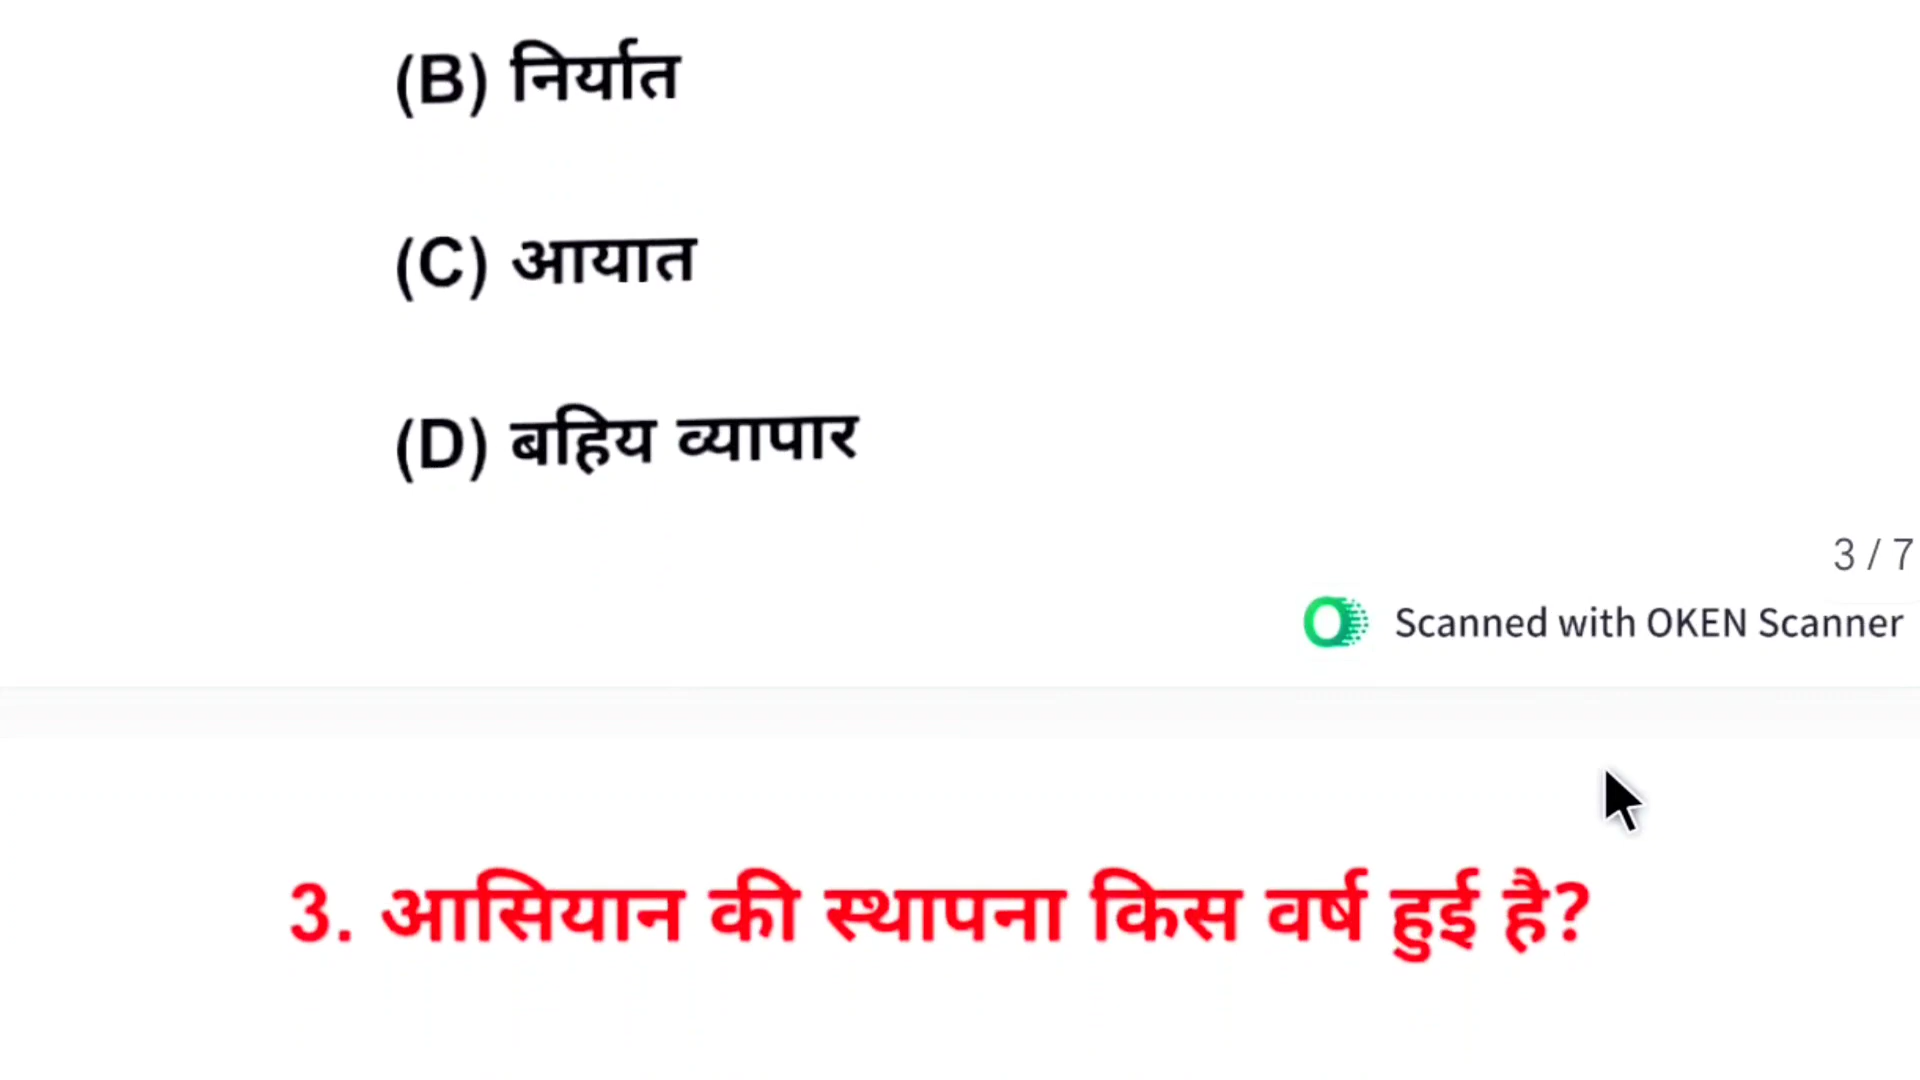 (B) निर्यात
(C) आयात
(D) बहिय व्यापार
3 / 7
Scanned with OKEN Scanner
3. आसियान की स्थापना किस वर्ष हुई है?